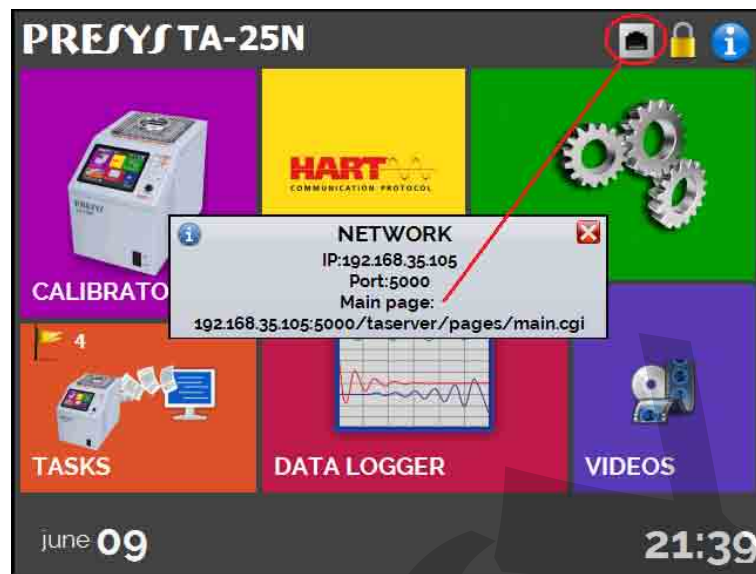 PRESYS TA-25N
HART
COMMUNICATION PROTOCOL
NETWORK
IP:192.168.35.105
Port:5000
Main page:
192.168.35.105:5000/taserver/pages/main.cgi
CALIBRATO
4
TASKS
DATA LOGGER
VIDEOS
june 09
21:39